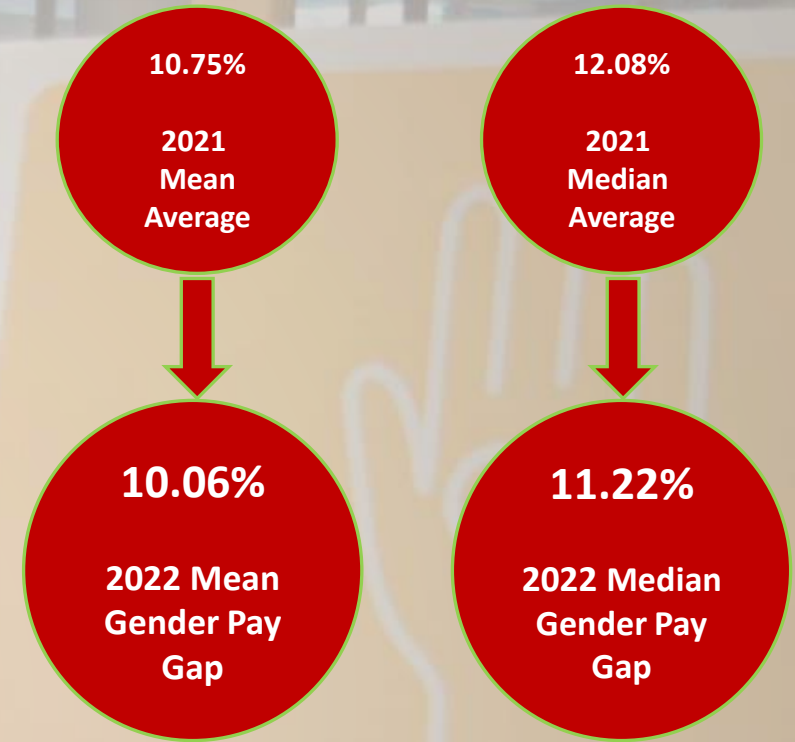 10.75%
2021
Mean
Average
12.08%
2021
Median
Average
10.06%
2022 Mean
Gender Pay
Gap
11.22%
2022 Median
Gender Pay
Gap